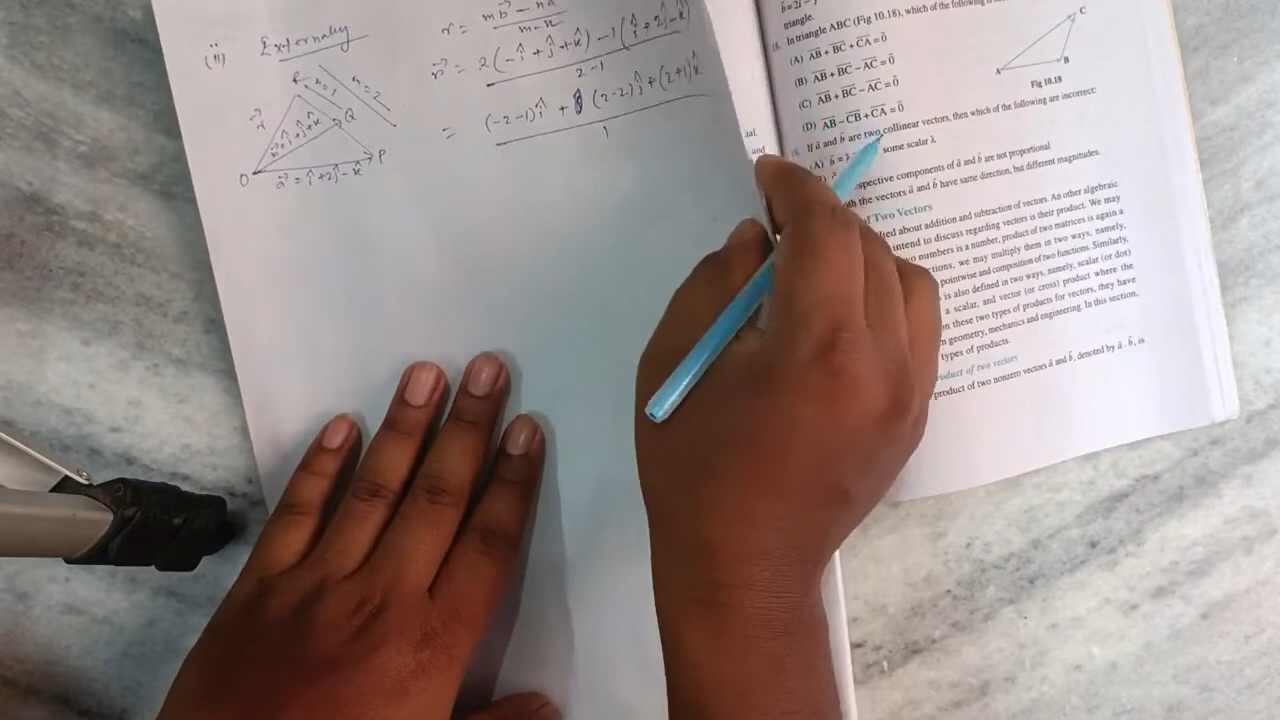 (ii) Externally
R
n=1
m=2
r⃗
Q
b⃗ = -î+ĵ+k̂
P
O
a⃗ = î+2ĵ-k̂
r⃗ = mb⃗ - na⃗
m-n
r⃗ = 2(-î+ĵ+k̂) -1(î+2ĵ-k̂)
2-1
= (-2-1)î + (2-2)ĵ + (2+1)k̂
1
triangle.
18. In triangle ABC (Fig 10.18), which of the following
(A) AB + BC + CA = 0⃗
(B) AB + BC − AC = 0⃗
(C) AB + BC − AC = 0⃗
(D) AB − CB + CA = 0⃗
C
A
B
Fig 10.18
If a⃗ and b⃗ are two collinear vectors, then which of the following are incorrect:
(A) b⃗ = some scalar λ
respective components of a⃗ and b⃗ are not proportional
the vectors a⃗ and b⃗ have same direction, but different magnitudes.
of Two Vectors
about addition and subtraction of vectors. An other algebraic
intend to discuss regarding vectors is their product. We may
numbers is a number, product of two matrices is again a
we may multiply them in two ways, namely,
pointwise and composition of two functions. Similarly,
is also defined in two ways, namely, scalar (or dot)
a scalar, and vector (or cross) product where the
these two types of products for vectors, they have
geometry, mechanics and engineering. In this section,
types of products.
product of two vectors
product of two nonzero vectors a⃗ and b⃗, denoted by a⃗ · b⃗, is
and